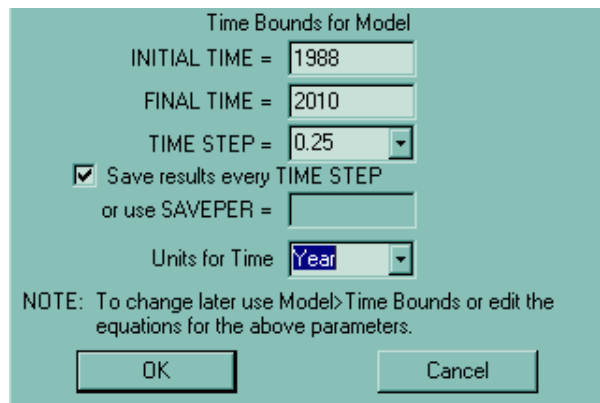 Time Bounds for Model
INITIAL TIME = 1988
FINAL TIME = 2010
TIME STEP = 0.25
Save results every TIME STEP
or use SAVEPER =
Units for Time Year
NOTE: To change later use Model>Time Bounds or edit the
equations for the above parameters.
OK Cancel